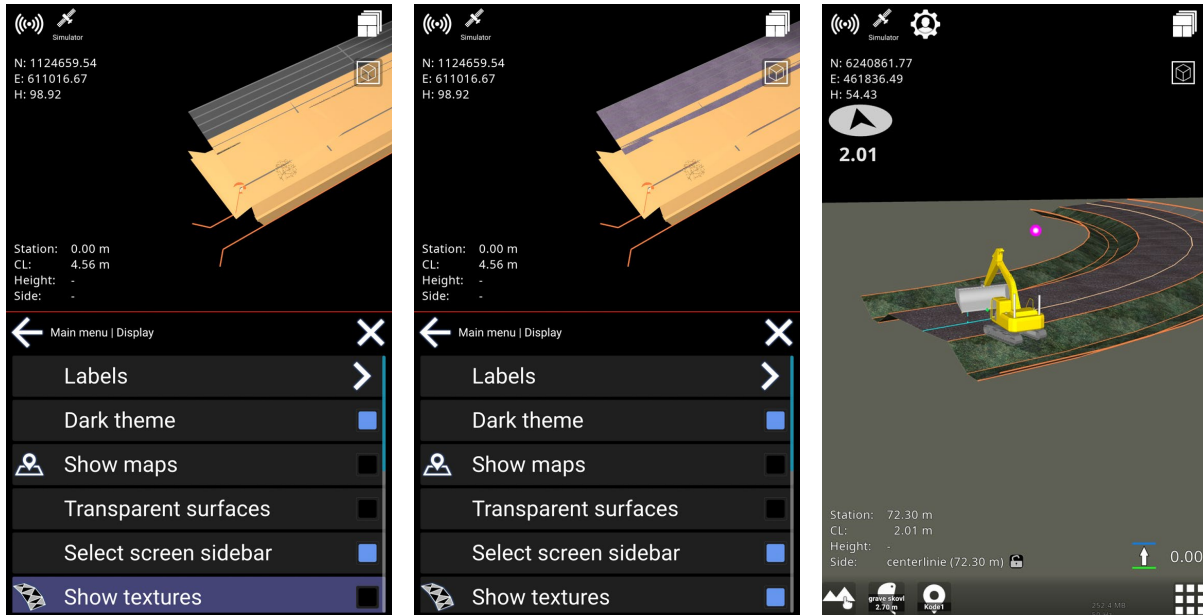 Simulator
N: 1124659.54
E: 611016.67
H: 98.92
Station: 0.00 m
CL: 4.56 m
Height: -
Side: -
Main menu | Display
Labels
Dark theme
Show maps
Transparent surfaces
Select screen sidebar
Show textures
Simulator
N: 1124659.54
E: 611016.67
H: 98.92
Station: 0.00 m
CL: 4.56 m
Height: -
Side: -
Main menu | Display
Labels
Dark theme
Show maps
Transparent surfaces
Select screen sidebar
Show textures
Simulator
N: 6240861.77
E: 461836.49
H: 54.43
2.01
Station: 72.30 m
CL: 2.01 m
Height: -
Side: centerlinie (72.30 m)
0.00
grave skovl
2.70 m
Kode1
252.4 MB